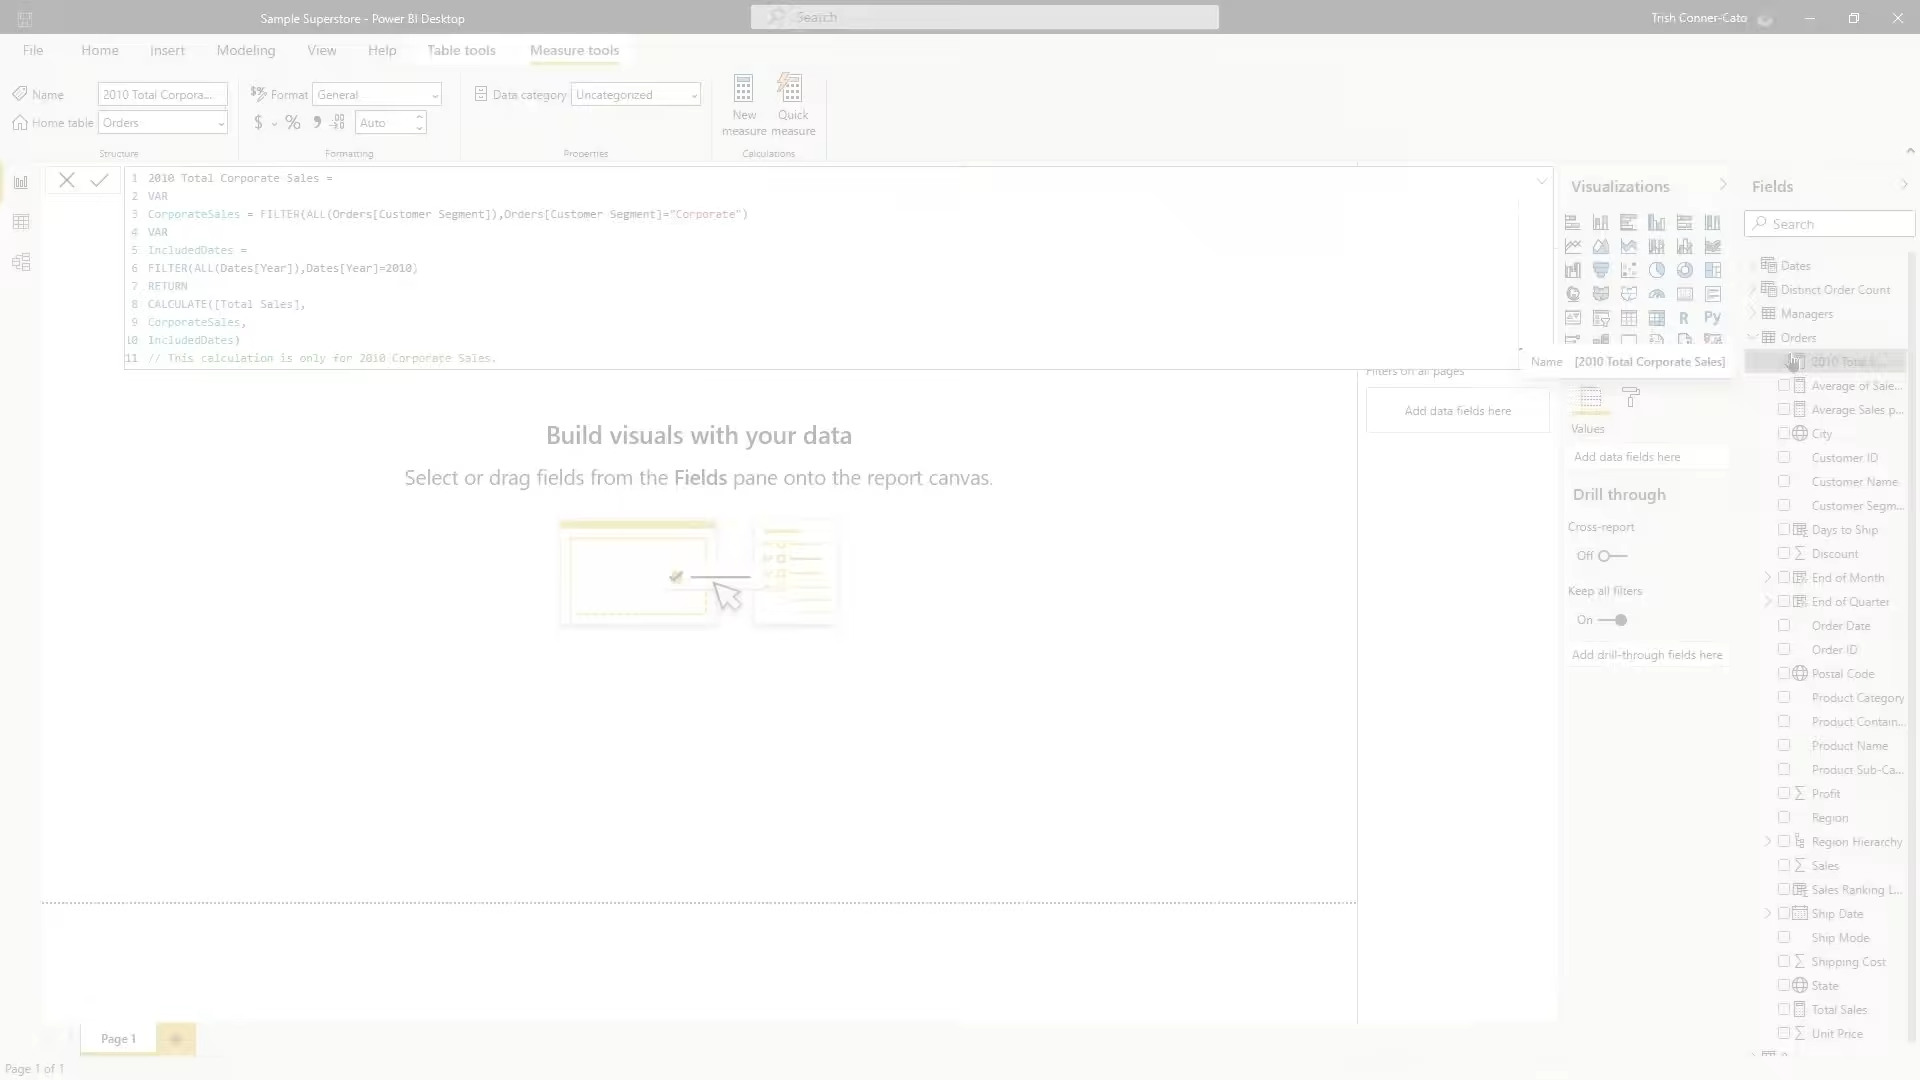 Sample Superstore - Power BI Desktop
Search
Trish Conner-Cato
File Home Insert Modeling View Help Table tools Measure tools
Name 2010 Total Corpora...
Home table Orders
Structure
Format General
$ % Auto
Formatting
Data category Uncategorized
Properties
New measure
Quick measure
Calculations
1 2010 Total Corporate Sales =
2 VAR
3 CorporateSales = FILTER(ALL(Orders[Customer Segment]),Orders[Customer Segment]="Corporate")
4 VAR
5 IncludedDates =
6 FILTER(ALL(Dates[Year]),Dates[Year]=2010)
7 RETURN
8 CALCULATE([Total Sales],
9 CorporateSales,
10 IncludedDates)
11 // This calculation is only for 2010 Corporate Sales.
Build visuals with your data
Select or drag fields from the Fields pane onto the report canvas.
Filters on all pages
Add data fields here
Visualizations
R Py
Name [2010 Total Corporate Sales]
Values
Add data fields here
Drill through
Cross-report
Off
Keep all filters
On
Add drill-through fields here
Fields
Search
Dates
Distinct Order Count
Managers
Orders
2010 Total
Average of Sale...
Average Sales p...
City
Customer ID
Customer Name
Customer Segm...
Days to Ship
Discount
End of Month
End of Quarter
Order Date
Order ID
Postal Code
Product Category
Product Contain...
Product Name
Product Sub-Ca...
Profit
Region
Region Hierarchy
Sales
Sales Ranking L...
Ship Date
Ship Mode
Shipping Cost
State
Total Sales
Unit Price
Page 1
Page 1 of 1